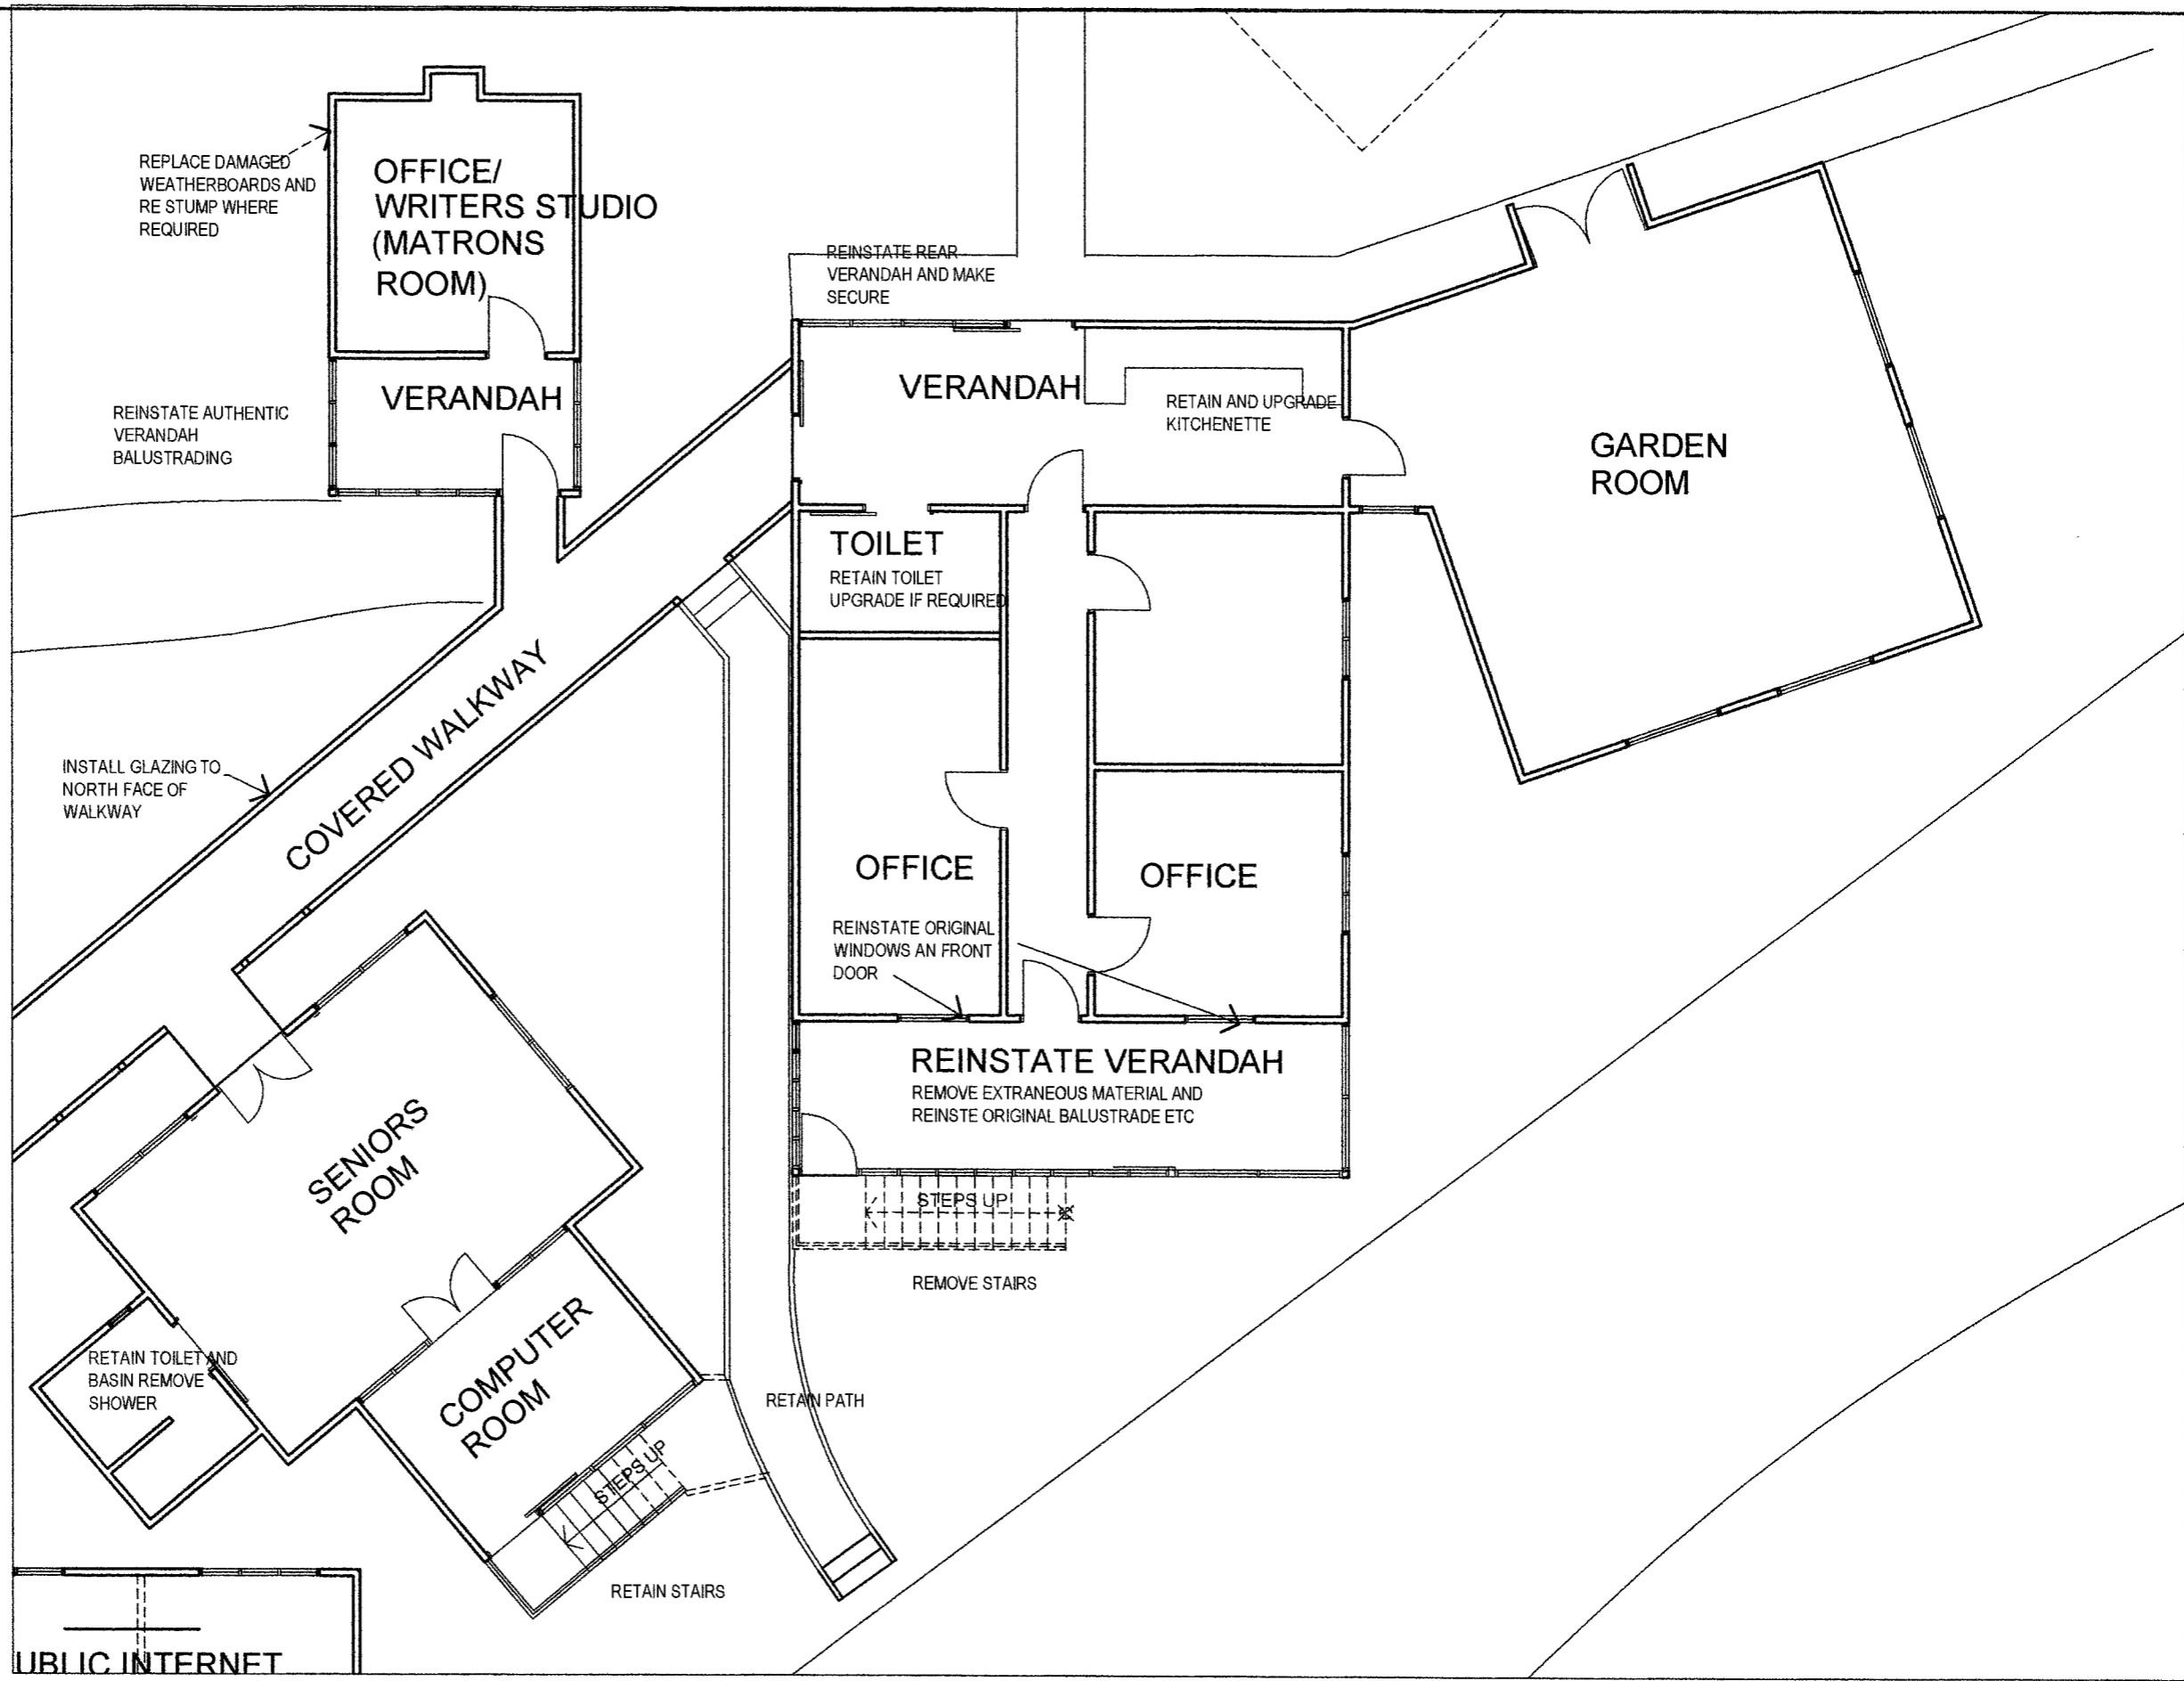 OFFICE/
WRITERS STUDIO
(MATRONS
ROOM)
REPLACE DAMAGED
WEATHERBOARDS AND
RE STUMP WHERE
REQUIRED
VERANDAH
REINSTATE AUTHENTIC
VERANDAH
BALUSTRADING
REINSTATE REAR
VERANDAH AND MAKE
SECURE
VERANDAH
RETAIN AND UPGRADE
KITCHENETTE
GARDEN
ROOM
TOILET
RETAIN TOILET
UPGRADE IF REQUIRED
COVERED WALKWAY
INSTALL GLAZING TO
NORTH FACE OF
WALKWAY
OFFICE
OFFICE
REINSTATE ORIGINAL
WINDOWS AN FRONT
DOOR
REINSTATE VERANDAH
REMOVE EXTRANEOUS MATERIAL AND
REINSTE ORIGINAL BALUSTRADE ETC
STEPS UP
REMOVE STAIRS
SENIORS
ROOM
RETAIN TOILET AND
BASIN REMOVE
SHOWER
COMPUTER
ROOM
RETAIN PATH
STEPS UP
RETAIN STAIRS
UBLIC INTERNET